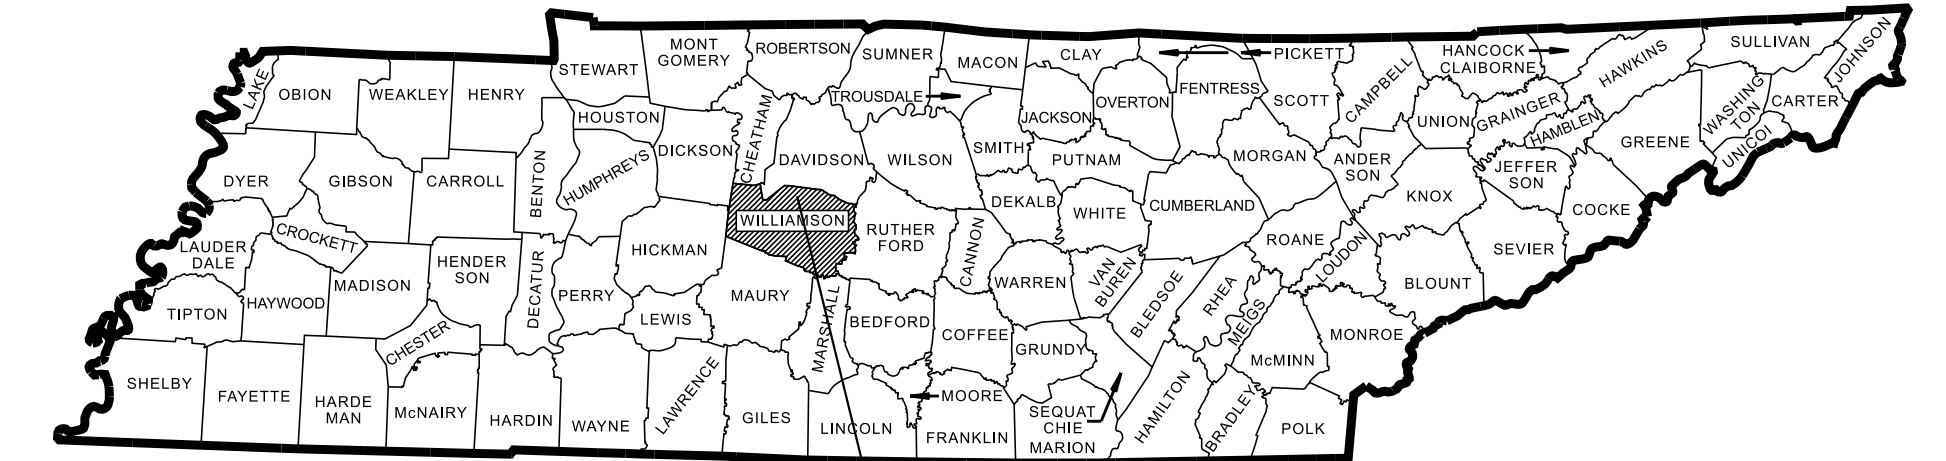 LAKE
OBION
WEAKLEY
HENRY
STEWART
MONT
GOMERY
ROBERTSON
SUMNER
MACON
CLAY
PICKETT
HANCOCK
CLAIBORNE
HAWKINS
SULLIVAN
JOHNSON
HOUSTON
DICKSON
CHEATHAM
TROUSDALE
JACKSON
OVERTON
FENTRESS
SCOTT
CAMPBELL
UNION
GRAINGER
HAMBLEN
WASHING
TON
CARTER
UNICOI
GREENE
DYER
GIBSON
CARROLL
BENTON
HUMPHREYS
DAVIDSON
WILSON
SMITH
PUTNAM
MORGAN
ANDER
SON
KNOX
JEFFER
SON
COCKE
LAUDER
DALE
CROCKETT
HICKMAN
WILLIAMSON
RUTHER
FORD
CANNON
DEKALB
WHITE
CUMBERLAND
ROANE
LOUDON
BLOUNT
SEVIER
TIPTON
HAYWOOD
MADISON
HENDER
SON
DECATUR
PERRY
LEWIS
MAURY
MARSHALL
BEDFORD
COFFEE
WARREN
VAN
BUREN
BLEDSOE
RHEA
MEIGS
MONROE
SHELBY
FAYETTE
HARDE
MAN
CHESTER
McNAIRY
HARDIN
WAYNE
LAWRENCE
GILES
LINCOLN
MOORE
FRANKLIN
GRUNDY
SEQUAT
CHIE
MARION
HAMILTON
BRADLEY
McMINN
POLK